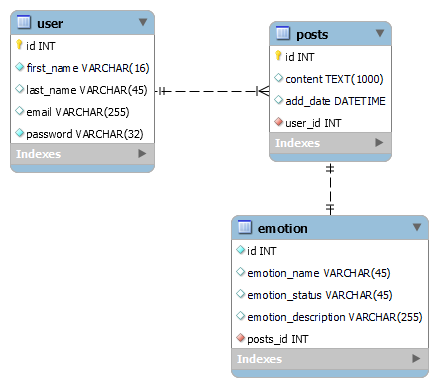 user
id INT
first_name VARCHAR(16)
last_name VARCHAR(45)
email VARCHAR(255)
password VARCHAR(32)
Indexes
posts
id INT
content TEXT(1000)
add_date DATETIME
user_id INT
Indexes
emotion
id INT
emotion_name VARCHAR(45)
emotion_status VARCHAR(45)
emotion_description VARCHAR(255)
posts_id INT
Indexes